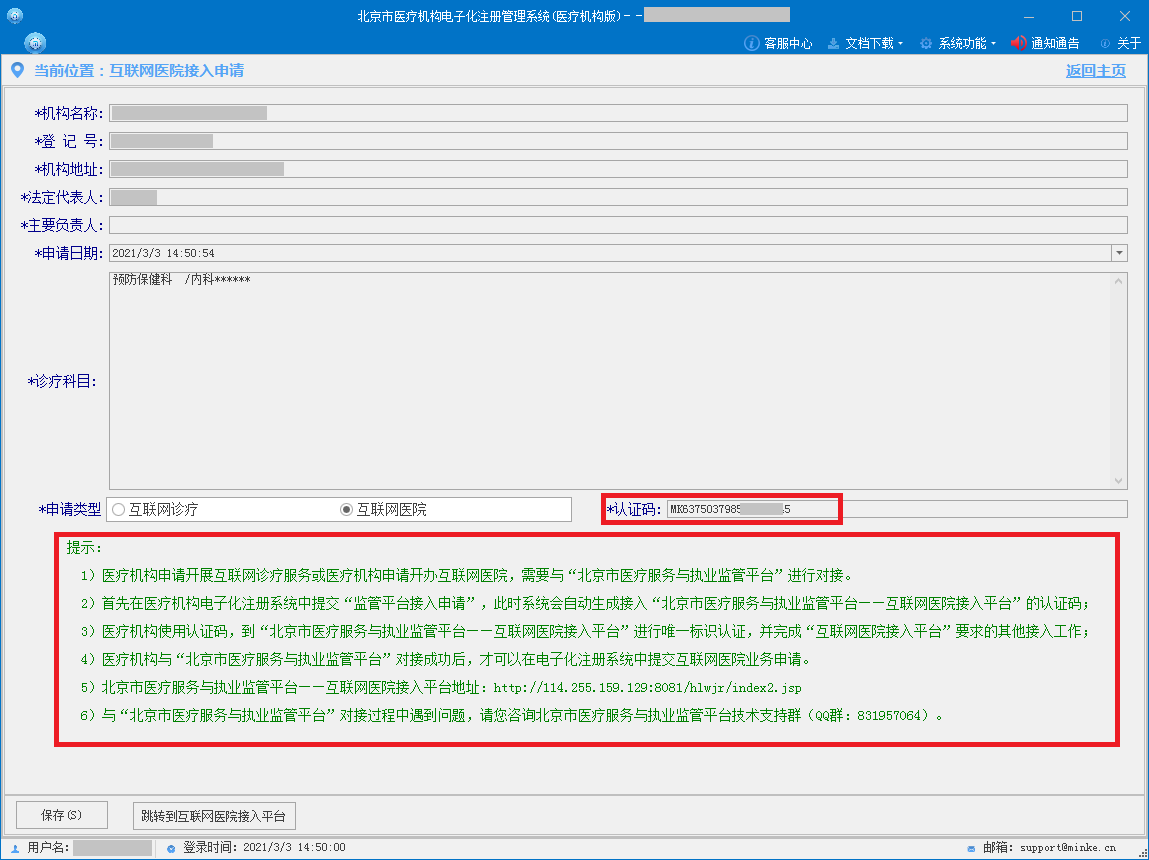 北京市医疗机构电子化注册管理系统(医疗机构版)--
客服中心 文档下载 系统功能 通知通告 关于
当前位置：互联网医院接入申请 返回主页
*机构名称:
*登 记 号:
*机构地址:
*法定代表人:
*主要负责人:
*申请日期: 2021/3/3 14:50:54
预防保健科 /内科******
*诊疗科目:
*申请类型 互联网诊疗 互联网医院 *认证码: MK6375037985 5
提示：
1）医疗机构申请开展互联网诊疗服务或医疗机构申请开办互联网医院，需要与“北京市医疗服务与执业监管平台”进行对接。
2）首先在医疗机构电子化注册系统中提交“监管平台接入申请”，此时系统会自动生成接入“北京市医疗服务与执业监管平台——互联网医院接入平台”的认证码；
3）医疗机构使用认证码，到“北京市医疗服务与执业监管平台——互联网医院接入平台”进行唯一标识认证，并完成“互联网医院接入平台”要求的其他接入工作；
4）医疗机构与“北京市医疗服务与执业监管平台”对接成功后，才可以在电子化注册系统中提交互联网医院业务申请。
5）北京市医疗服务与执业监管平台——互联网医院接入平台地址：http://114.255.159.129:8081/hlwjr/index2.jsp
6）与“北京市医疗服务与执业监管平台”对接过程中遇到问题，请您咨询北京市医疗服务与执业监管平台技术支持群（QQ群：831957064）。
保存(S) 跳转到互联网医院接入平台
用户名: 登录时间: 2021/3/3 14:50:00 邮箱: support@minke.cn